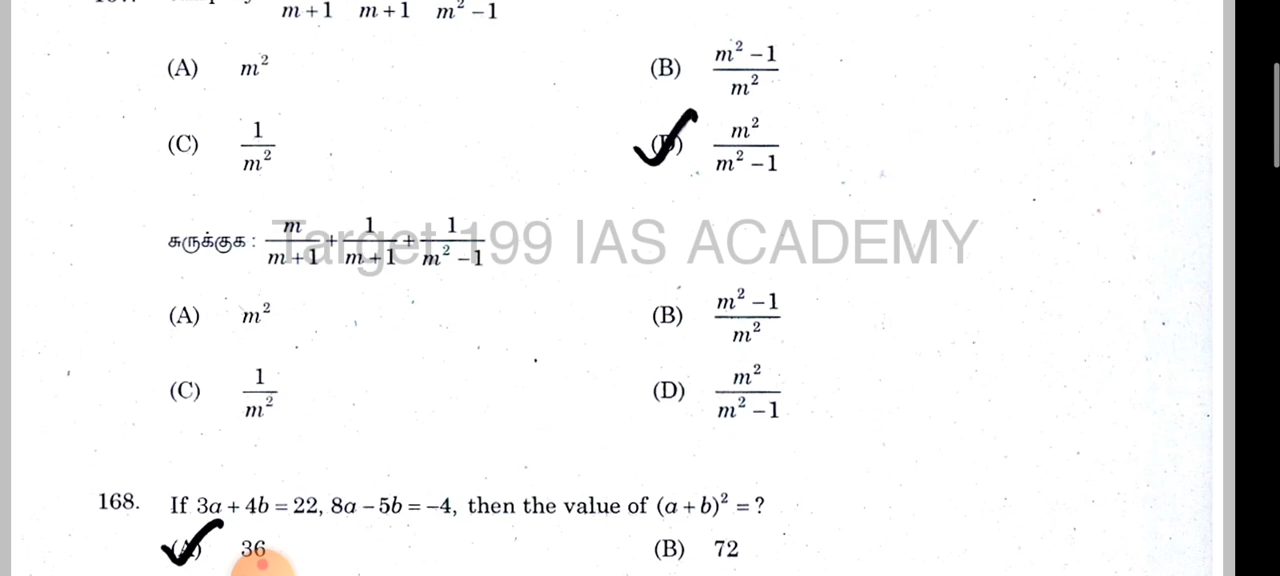 m+1 m+1 m² –1
(A) m²
(B) m² –1 / m²
(C) 1 / m²
(D) m² / m² –1
சுருக்குக : m/m+1 + 1/m+1 + 1/m² –1
Target 199 IAS ACADEMY
(A) m²
(B) m² –1 / m²
(C) 1 / m²
(D) m² / m² –1
168. If 3a + 4b = 22, 8a – 5b = –4, then the value of (a + b)² = ?
(A) 36
(B) 72